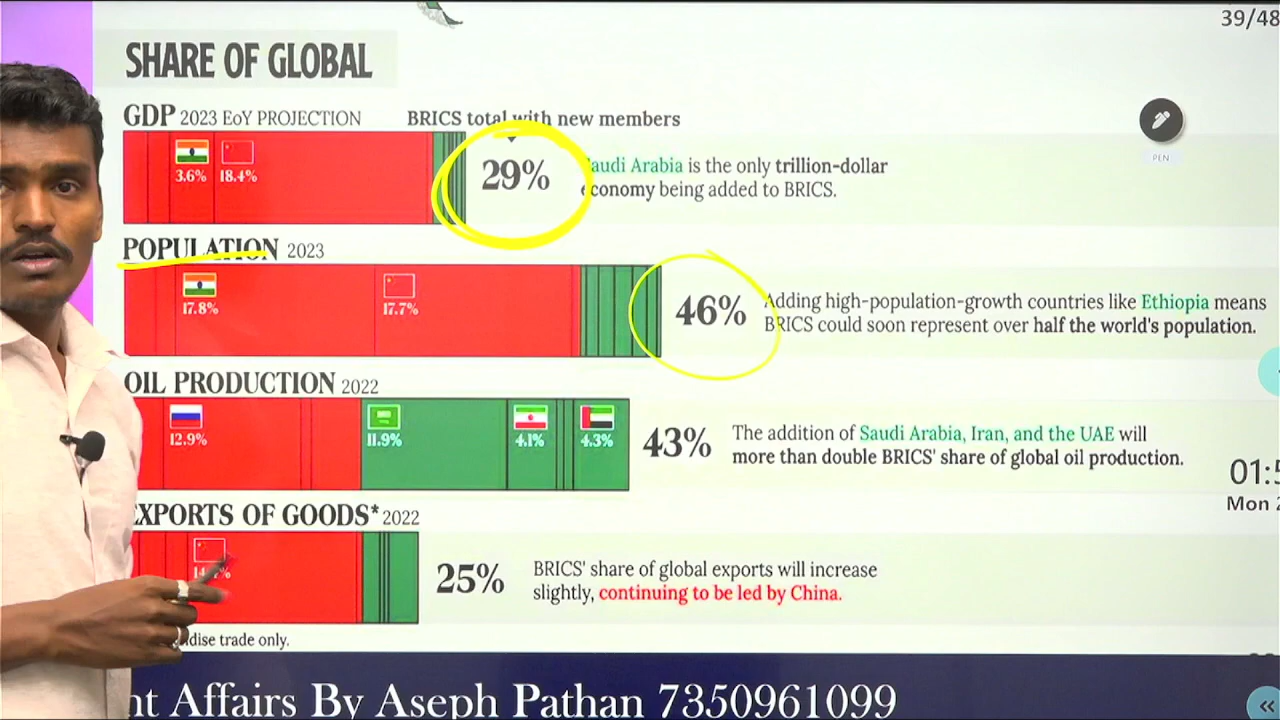 39/48
SHARE OF GLOBAL
GDP 2023 EoY PROJECTION
BRICS total with new members
3.6% 18.4%
29%
audi Arabia is the only trillion-dollar
economy being added to BRICS.
PEN
POPULATION 2023
17.8% 17.7%
46%
Adding high-population-growth countries like Ethiopia means
BRICS could soon represent over half the world's population.
OIL PRODUCTION 2022
12.9% 11.9% 4.1% 4.3%
43%
The addition of Saudi Arabia, Iran, and the UAE will
more than double BRICS' share of global oil production.
01:5
Mon 2
EXPORTS OF GOODS* 2022
25%
BRICS' share of global exports will increase
slightly, continuing to be led by China.
dise trade only.
nt Affairs By Aseph Pathan 7350961099